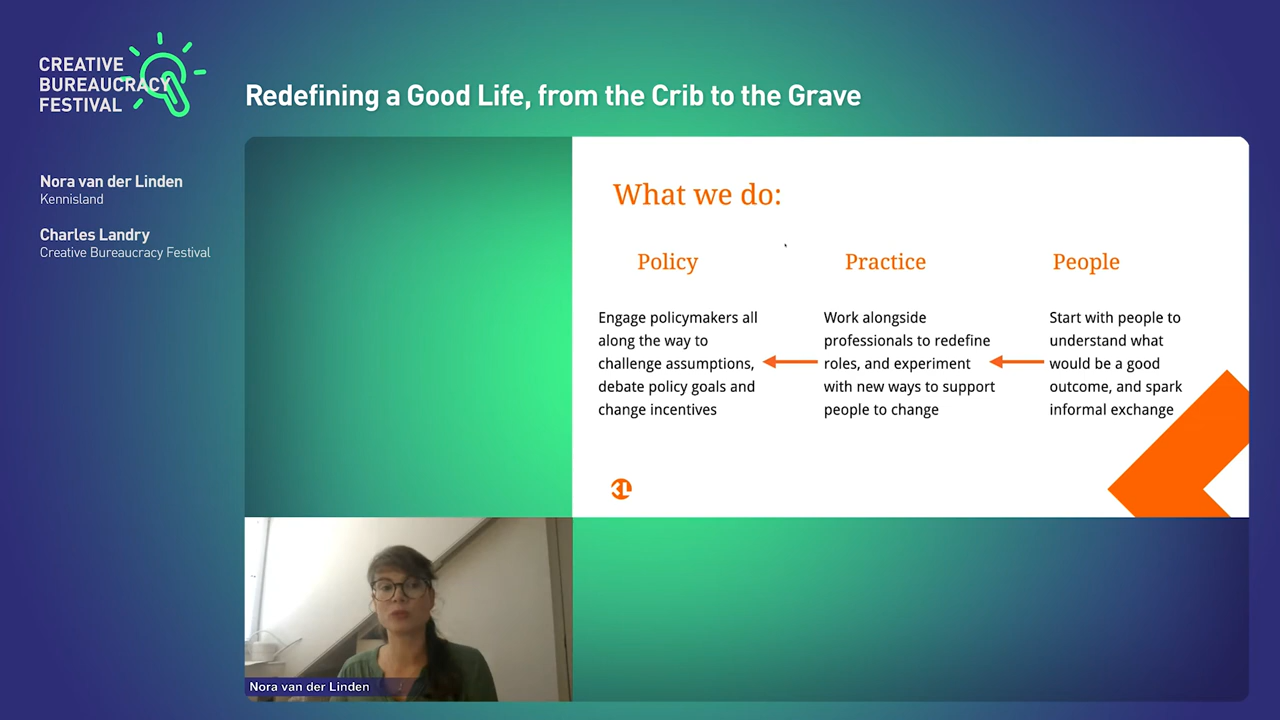 CREATIVE
BUREAUCRACY
FESTIVAL
Redefining a Good Life, from the Crib to the Grave
Nora van der Linden
Kennisland
Charles Landry
Creative Bureaucracy Festival
What we do:
Policy
Engage policymakers all
along the way to
challenge assumptions,
debate policy goals and
change incentives
Practice
Work alongside
professionals to redefine
roles, and experiment
with new ways to support
people to change
People
Start with people to
understand what
would be a good
outcome, and spark
informal exchange
KL
Nora van der Linden